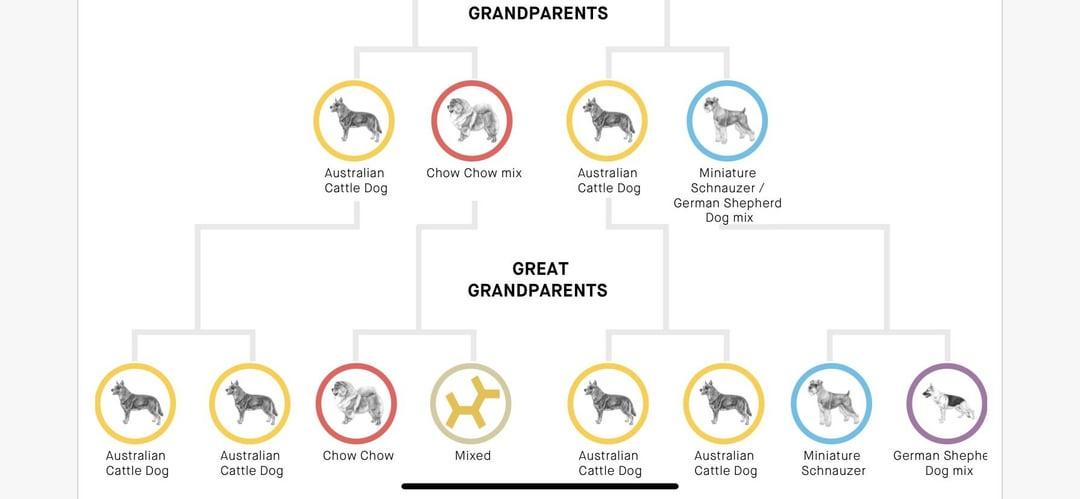 GRANDPARENTS
Australian
Cattle Dog
Chow Chow mix
Australian
Cattle Dog
Miniature
Schnauzer /
German Shepherd
Dog mix
GREAT
GRANDPARENTS
Australian
Cattle Dog
Australian
Cattle Dog
Chow Chow
Mixed
Australian
Cattle Dog
Australian
Cattle Dog
Miniature
Schnauzer
German Shephe
Dog mix